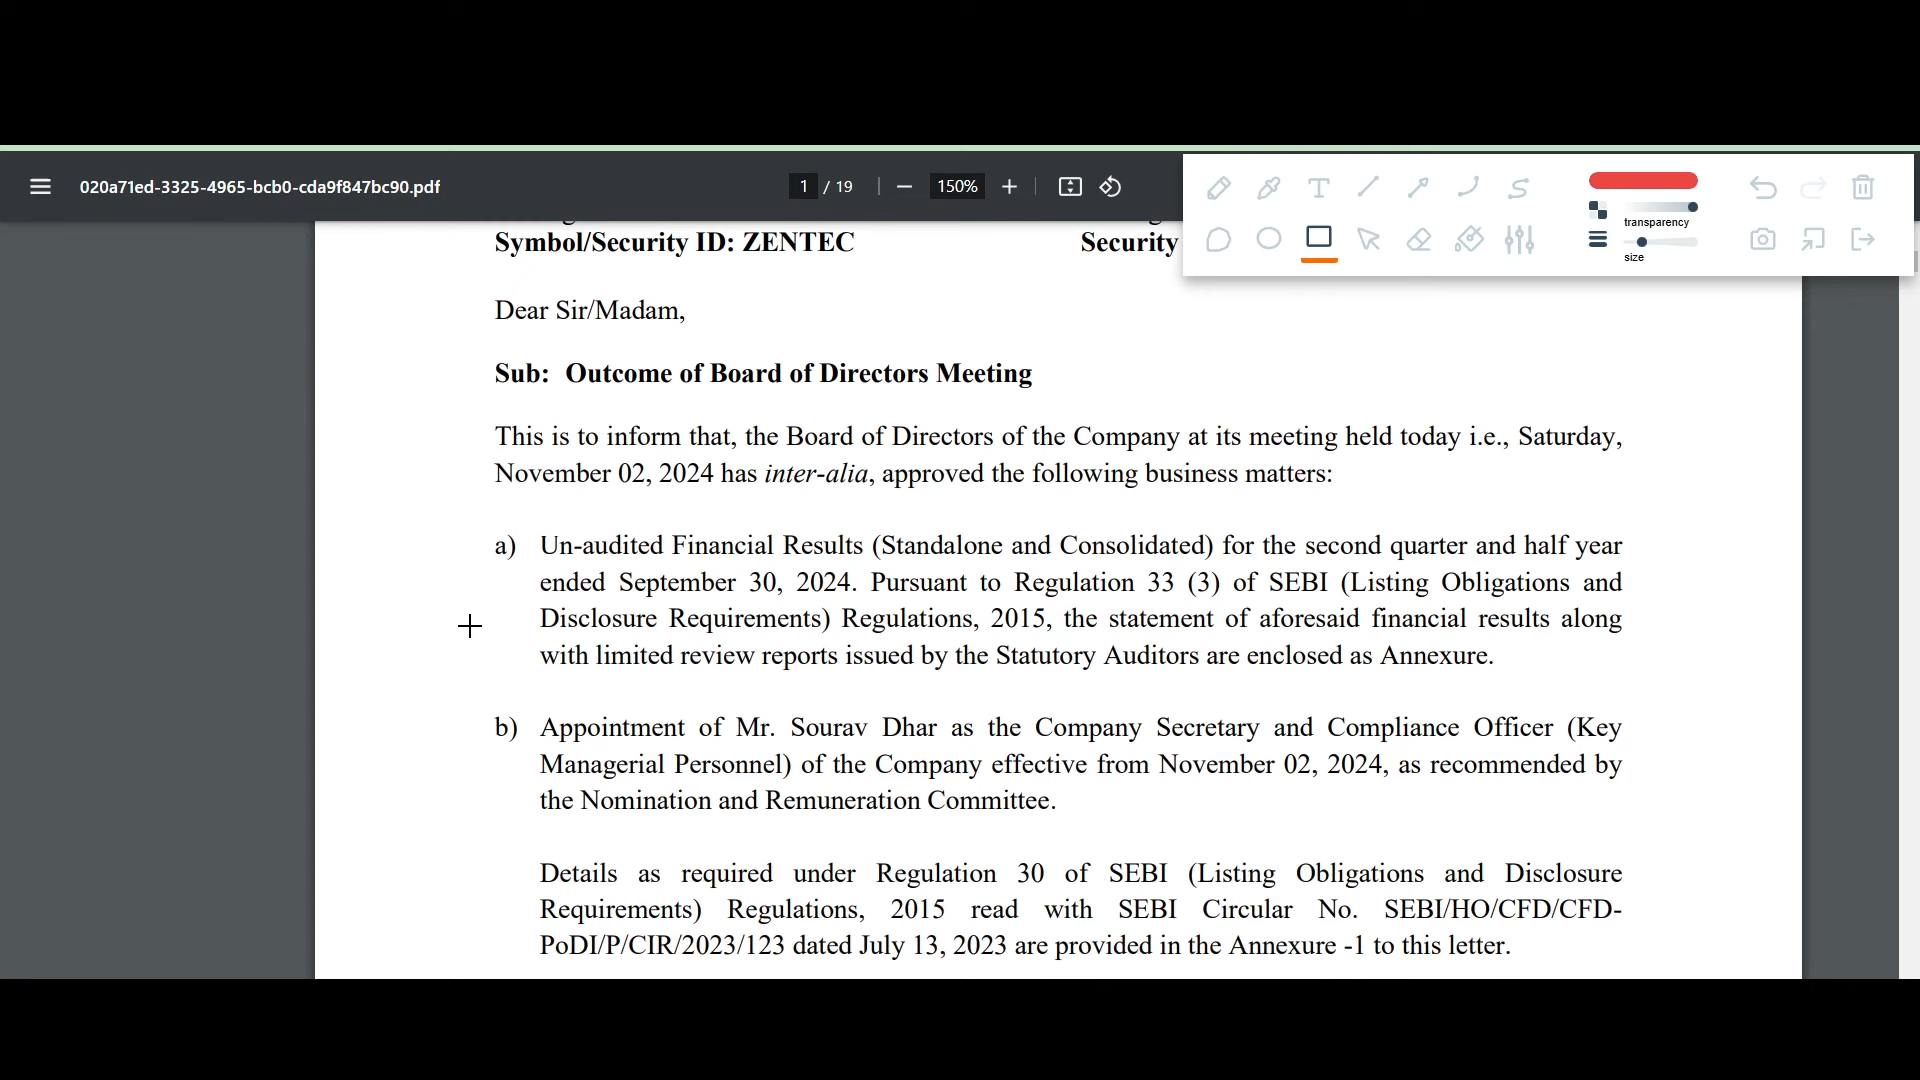 020a71ed-3325-4965-bcb0-cda9f847bc90.pdf
1 / 19
150%
transparency
size
Symbol/Security ID: ZENTEC
Security
Dear Sir/Madam,
Sub: Outcome of Board of Directors Meeting
This is to inform that, the Board of Directors of the Company at its meeting held today i.e., Saturday,
November 02, 2024 has inter-alia, approved the following business matters:
a) Un-audited Financial Results (Standalone and Consolidated) for the second quarter and half year
ended September 30, 2024. Pursuant to Regulation 33 (3) of SEBI (Listing Obligations and
Disclosure Requirements) Regulations, 2015, the statement of aforesaid financial results along
with limited review reports issued by the Statutory Auditors are enclosed as Annexure.
b) Appointment of Mr. Sourav Dhar as the Company Secretary and Compliance Officer (Key
Managerial Personnel) of the Company effective from November 02, 2024, as recommended by
the Nomination and Remuneration Committee.
Details as required under Regulation 30 of SEBI (Listing Obligations and Disclosure
Requirements) Regulations, 2015 read with SEBI Circular No. SEBI/HO/CFD/CFD-
PoDI/P/CIR/2023/123 dated July 13, 2023 are provided in the Annexure -1 to this letter.